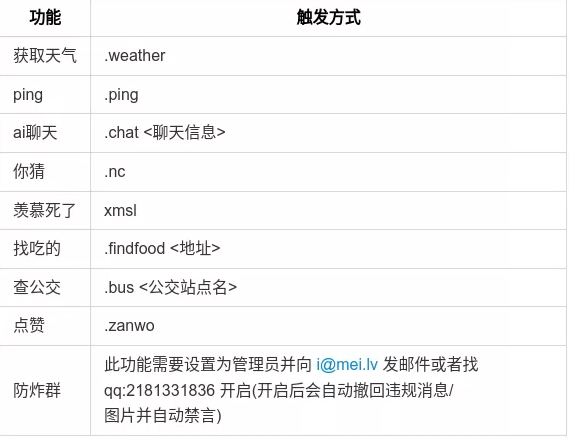 功能 触发方式
获取天气 .weather
ping .ping
ai聊天 .chat <聊天信息>
你猜 .nc
羡慕死了 xmsl
找吃的 .findfood <地址>
查公交 .bus <公交站点名>
点赞 .zanwo
防炸群 此功能需要设置为管理员并向 i@mei.lv 发邮件或者找
qq:2181331836 开启(开启后会自动撤回违规消息/
图片并自动禁言)